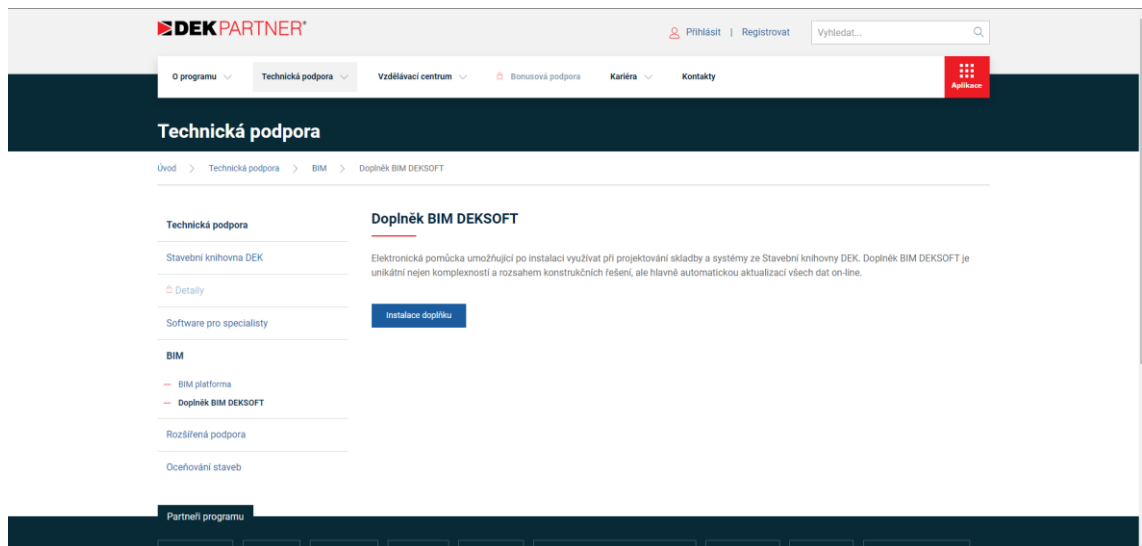 DEKPARTNER®
Přihlásit | Registrovat
Vyhledat...
O programu
Technická podpora
Vzdělávací centrum
Bonusová podpora
Kariéra
Kontakty
Aplikace
Technická podpora
Úvod > Technická podpora > BIM > Doplněk BIM DEKSOFT
Technická podpora
Stavební knihovna DEK
Detaily
Software pro specialisty
BIM
BIM platforma
Doplněk BIM DEKSOFT
Rozšířená podpora
Oceňování staveb
Doplněk BIM DEKSOFT
Elektronická pomůcka umožňující po instalaci využívat při projektování skladby a systémy ze Stavební knihovny DEK. Doplněk BIM DEKSOFT je
unikátní nejen komplexností a rozsahem konstrukčních řešení, ale hlavně automatickou aktualizací všech dat on-line.
Instalace doplňku
Partneři programu